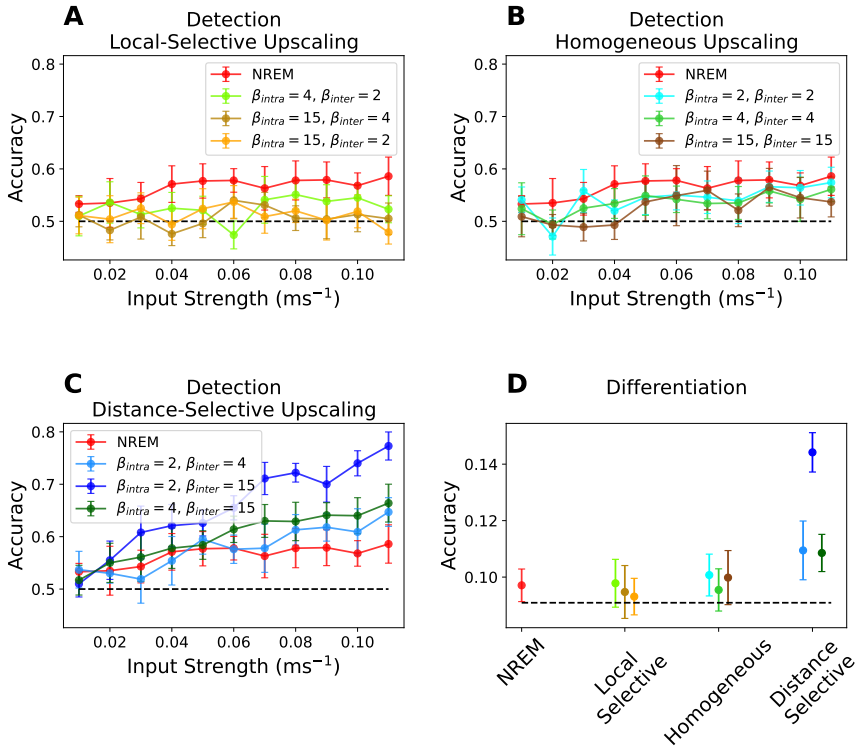 A
Detection
Local-Selective Upscaling
0.8
0.7
0.6
0.5
Accuracy
NREM
β_intra = 4, β_inter = 2
β_intra = 15, β_inter = 4
β_intra = 15, β_inter = 2
0.02 0.04 0.06 0.08 0.10
Input Strength (ms⁻¹)
B
Detection
Homogeneous Upscaling
0.8
0.7
0.6
0.5
Accuracy
NREM
β_intra = 2, β_inter = 2
β_intra = 4, β_inter = 4
β_intra = 15, β_inter = 15
0.02 0.04 0.06 0.08 0.10
Input Strength (ms⁻¹)
C
Detection
Distance-Selective Upscaling
0.8
0.7
0.6
0.5
Accuracy
NREM
β_intra = 2, β_inter = 4
β_intra = 2, β_inter = 15
β_intra = 4, β_inter = 15
0.02 0.04 0.06 0.08 0.10
Input Strength (ms⁻¹)
D
Differentiation
0.14
0.12
0.10
Accuracy
NREM
Local
Selective
Homogeneous
Distance
Selective